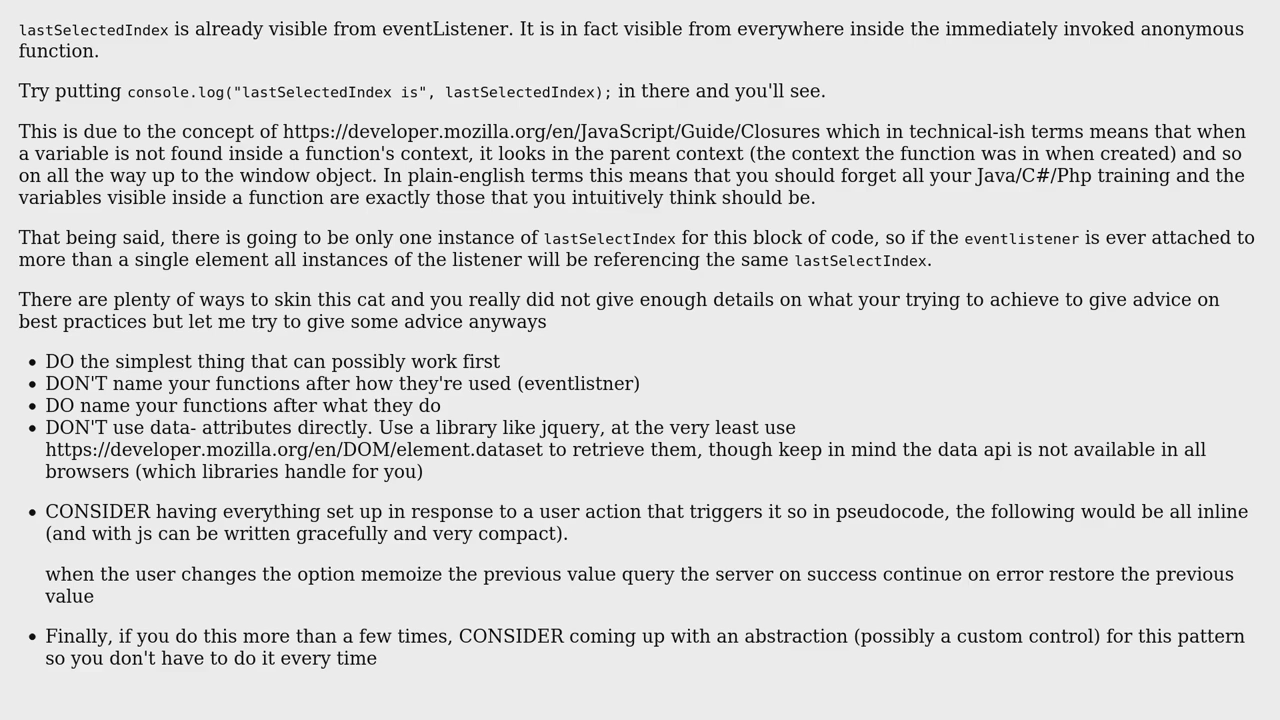 lastSelectedIndex is already visible from eventListener. It is in fact visible from everywhere inside the immediately invoked anonymous
function.
Try putting console.log("lastSelectedIndex is", lastSelectedIndex); in there and you'll see.
This is due to the concept of https://developer.mozilla.org/en/JavaScript/Guide/Closures which in technical-ish terms means that when
a variable is not found inside a function's context, it looks in the parent context (the context the function was in when created) and so
on all the way up to the window object. In plain-english terms this means that you should forget all your Java/C#/Php training and the
variables visible inside a function are exactly those that you intuitively think should be.
That being said, there is going to be only one instance of lastSelectIndex for this block of code, so if the eventlistener is ever attached to
more than a single element all instances of the listener will be referencing the same lastSelectIndex.
There are plenty of ways to skin this cat and you really did not give enough details on what your trying to achieve to give advice on
best practices but let me try to give some advice anyways
• DO the simplest thing that can possibly work first
• DON'T name your functions after how they're used (eventlistner)
• DO name your functions after what they do
• DON'T use data- attributes directly. Use a library like jquery, at the very least use
https://developer.mozilla.org/en/DOM/element.dataset to retrieve them, though keep in mind the data api is not available in all
browsers (which libraries handle for you)
• CONSIDER having everything set up in response to a user action that triggers it so in pseudocode, the following would be all inline
(and with js can be written gracefully and very compact).
when the user changes the option memoize the previous value query the server on success continue on error restore the previous
value
• Finally, if you do this more than a few times, CONSIDER coming up with an abstraction (possibly a custom control) for this pattern
so you don't have to do it every time